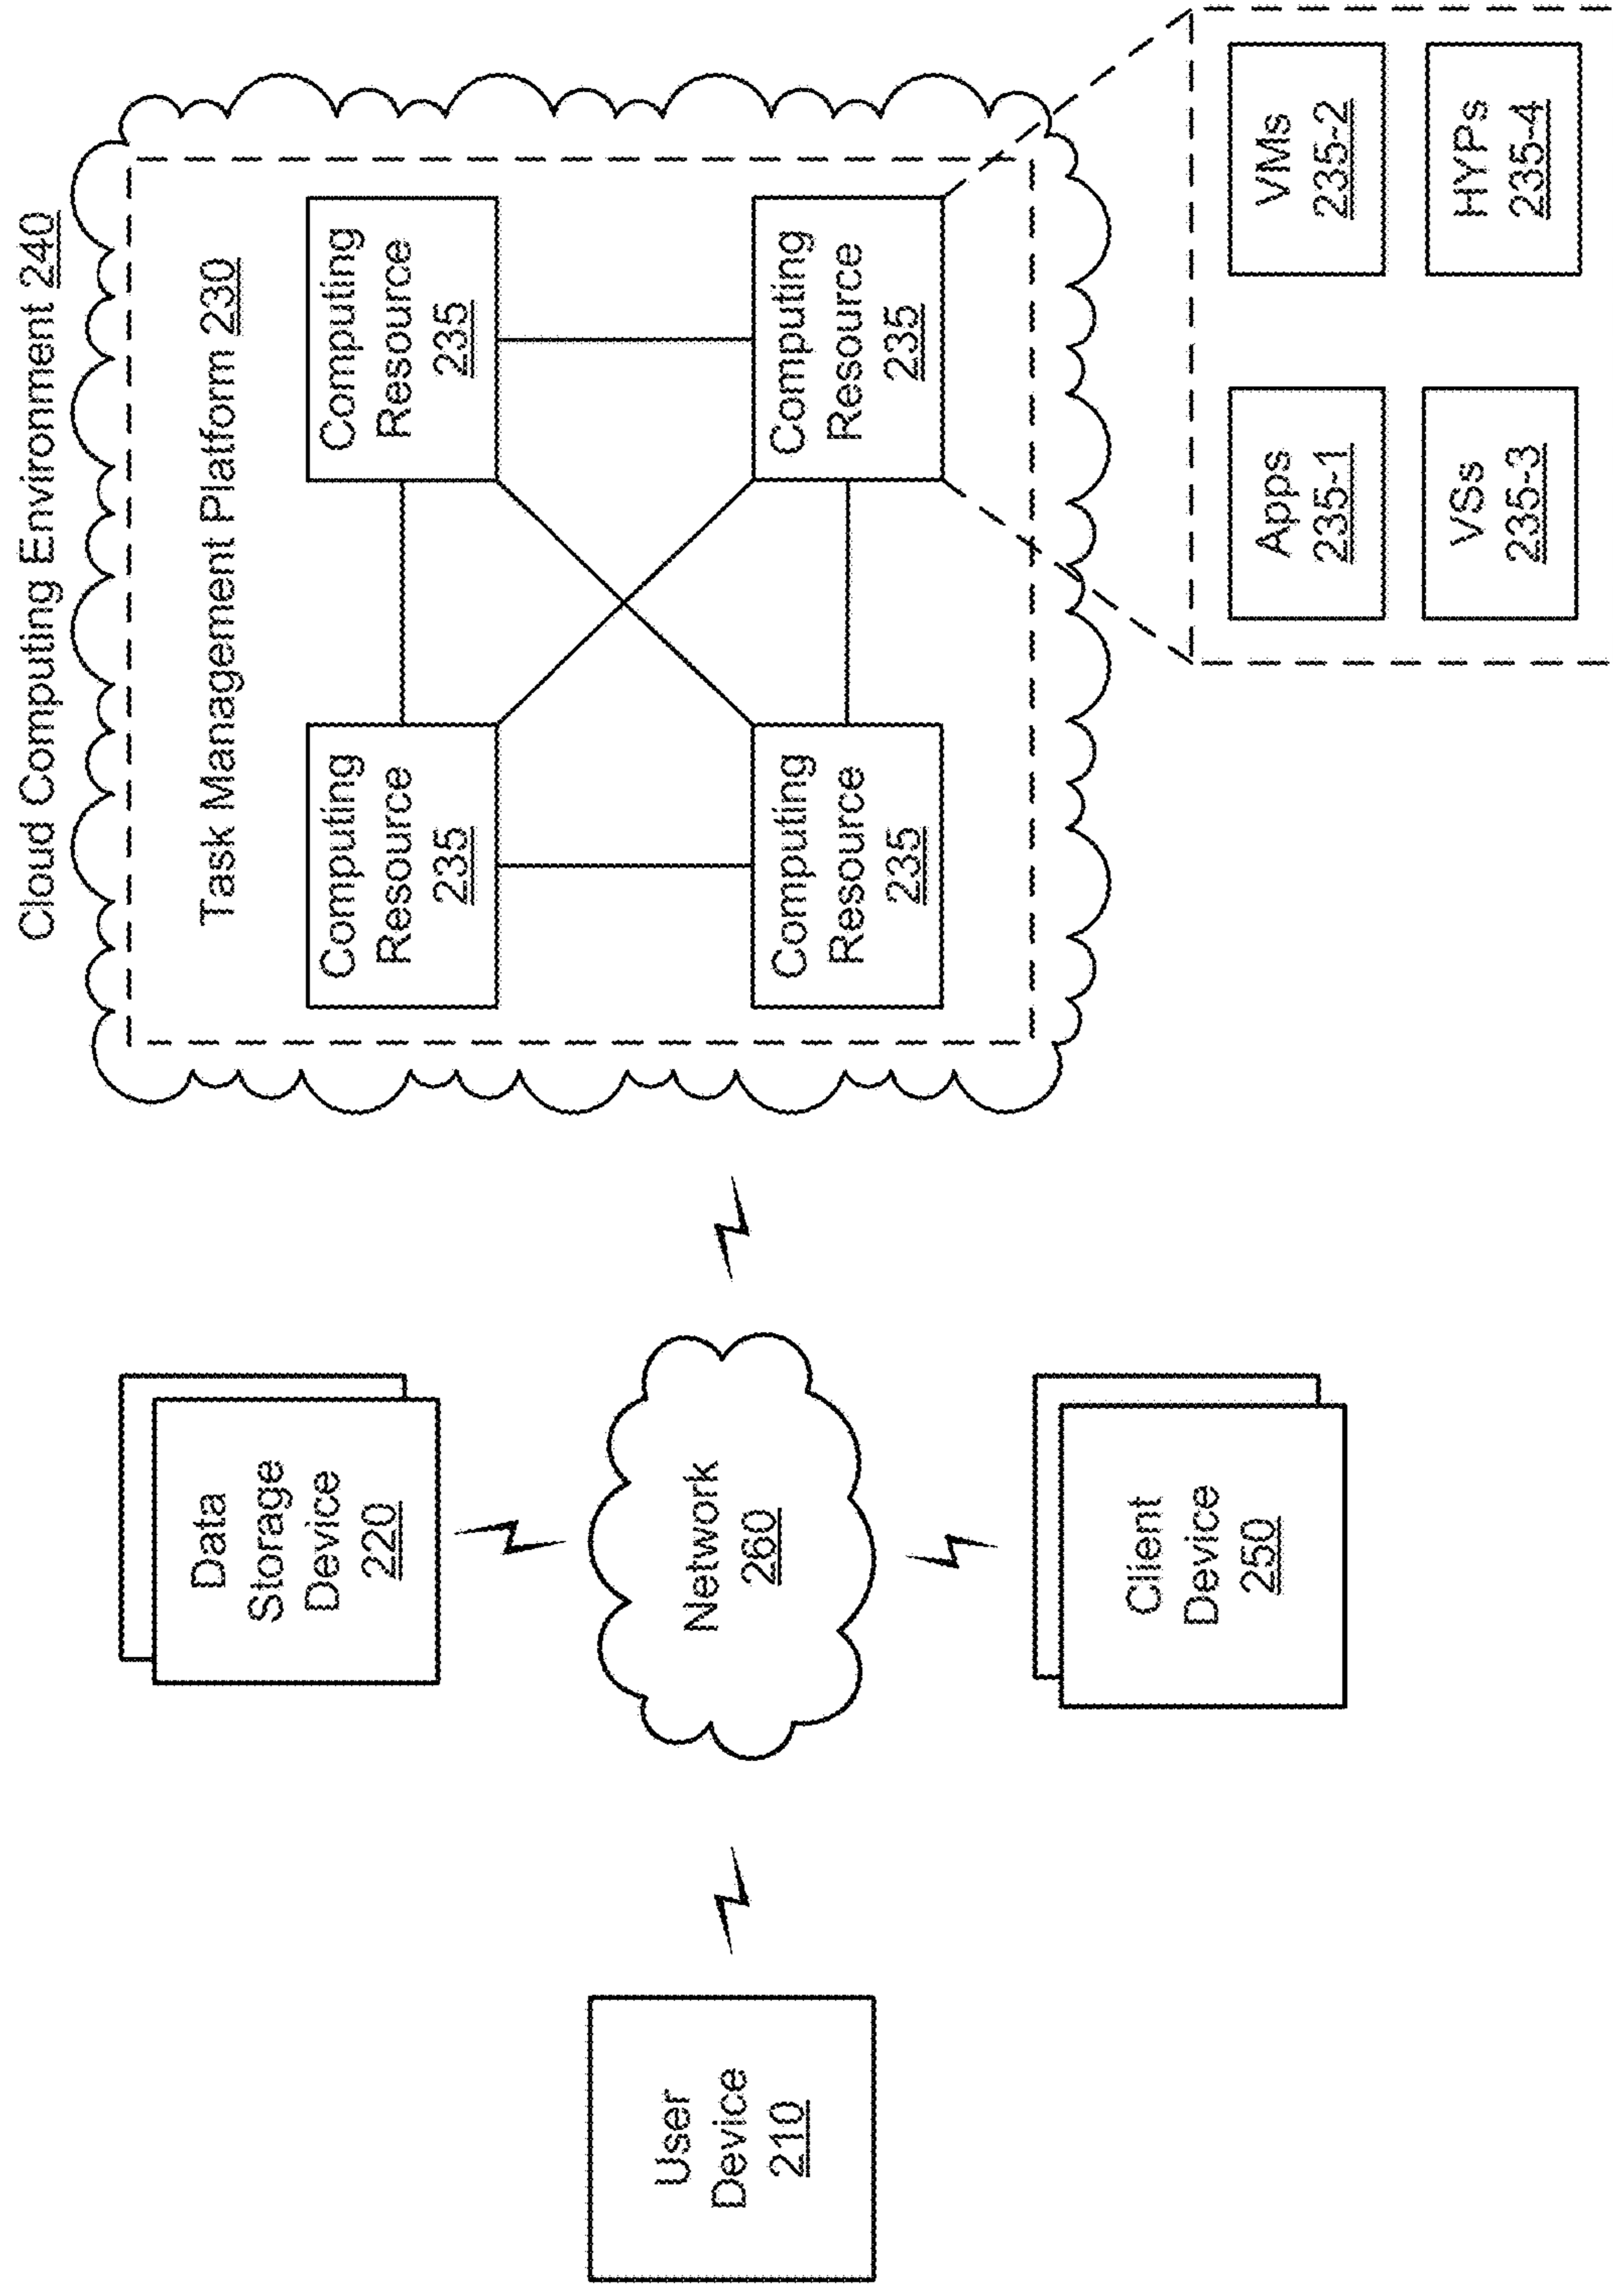 Cloud Computing Environment 240
Task Management Platform 230
Computing
Resource
235
Computing
Resource
235
Computing
Resource
235
Computing
Resource
235
Apps
235-1
VMs
235-2
VSs
235-3
HYPs
235-4
Data
Storage
Device
220
Network
260
User
Device
210
Client
Device
250